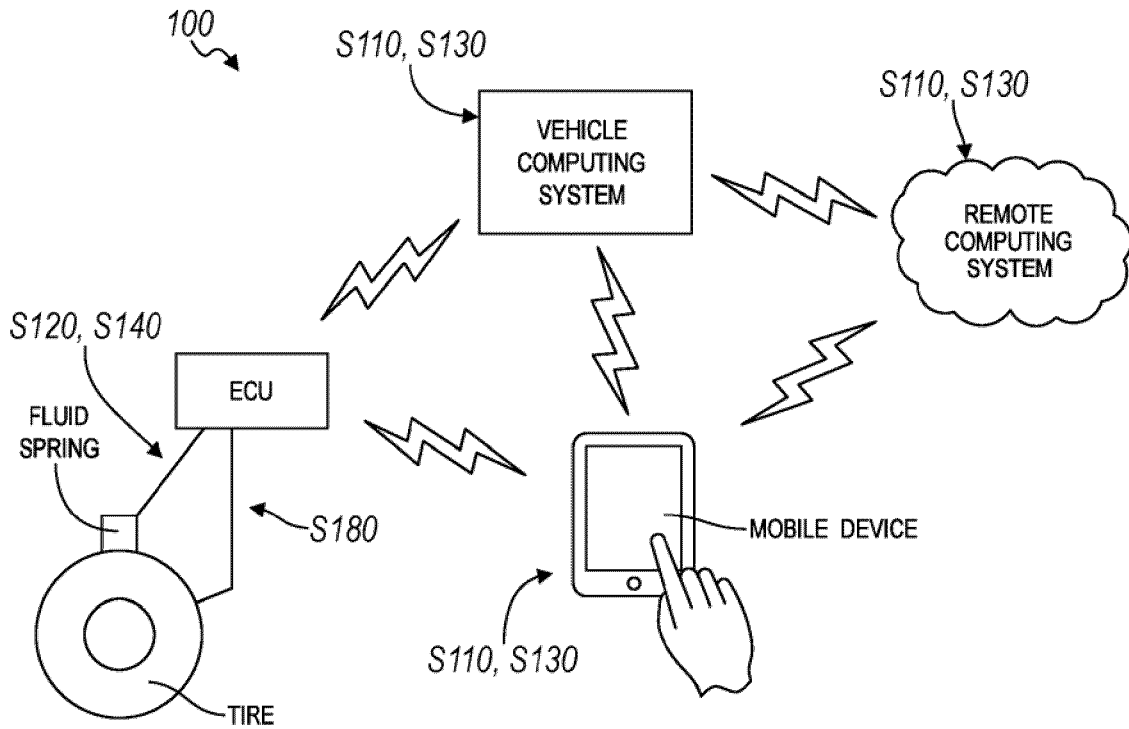 100
S110, S130
S110, S130
VEHICLE
COMPUTING
SYSTEM
REMOTE
COMPUTING
SYSTEM
S120, S140
ECU
FLUID
SPRING
S180
MOBILE DEVICE
S110, S130
TIRE